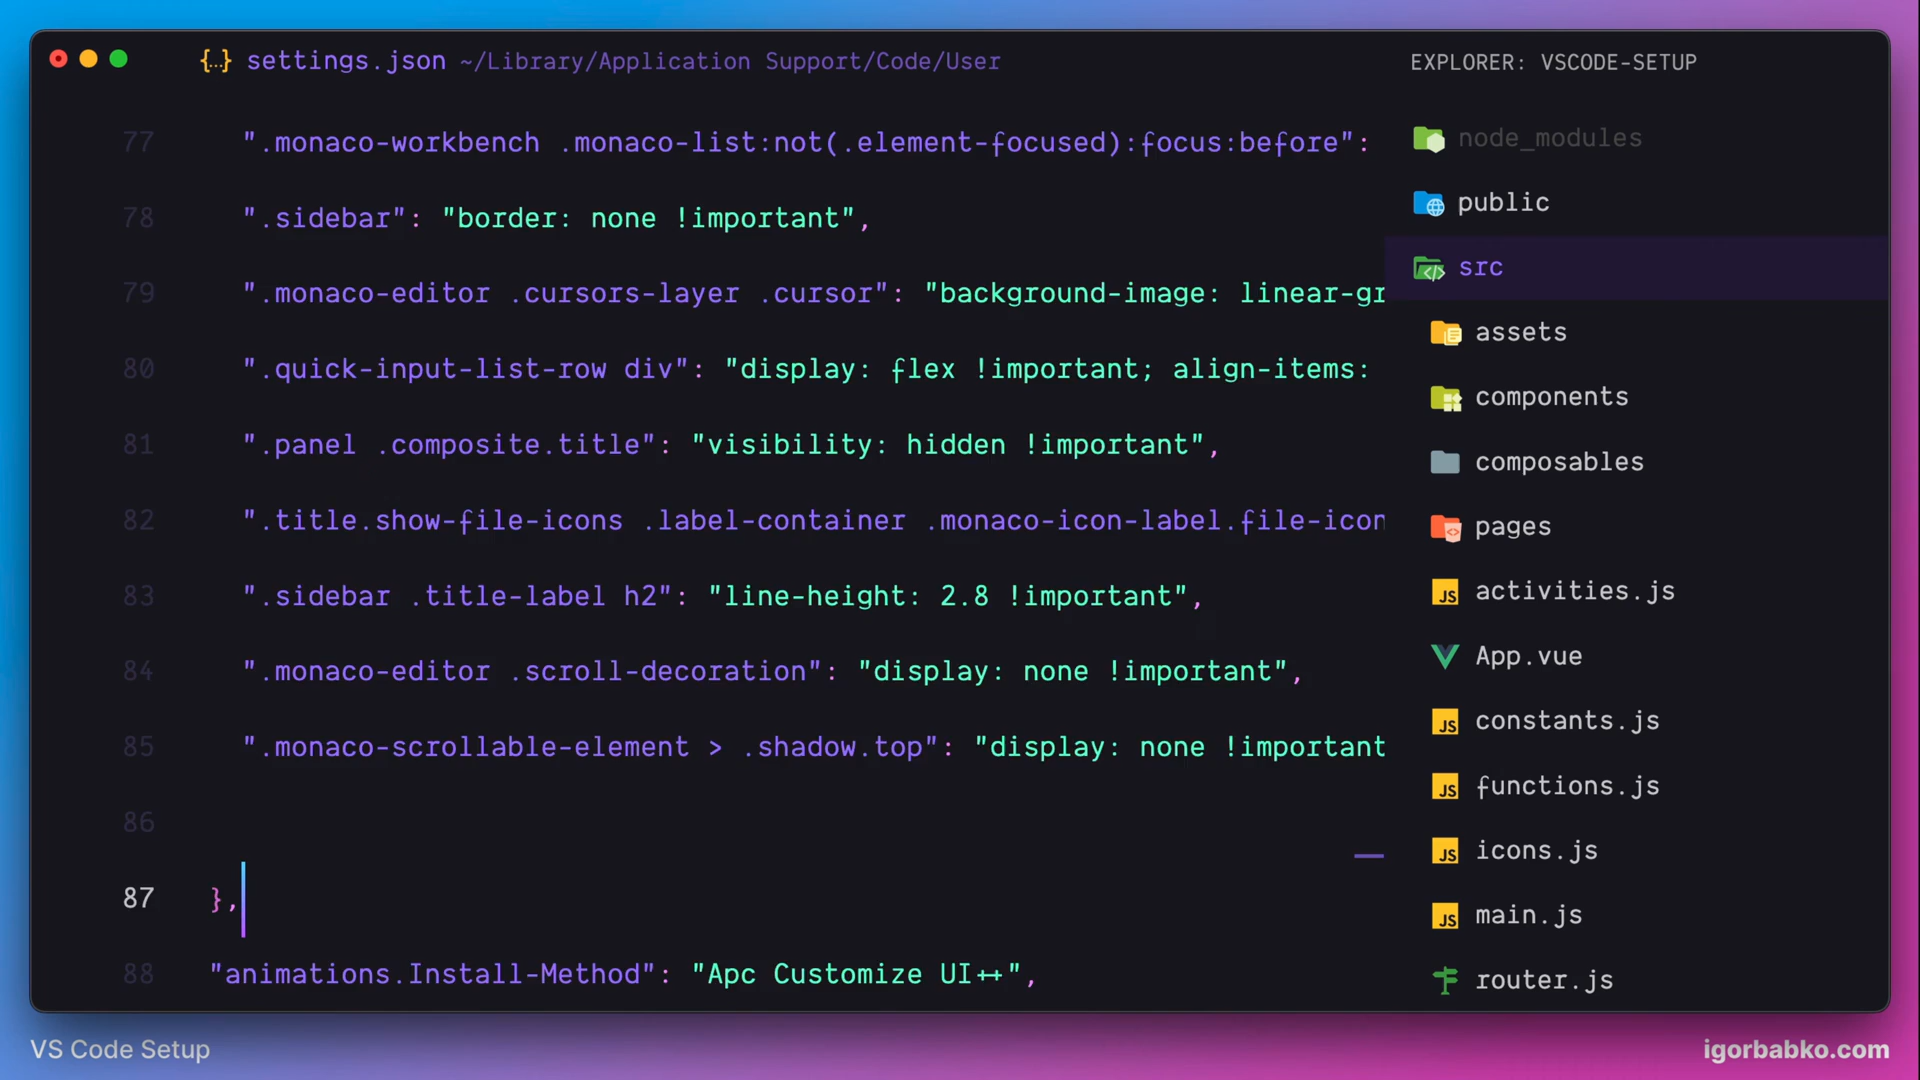 {...} settings.json ~/Library/Application Support/Code/User
77 ".monaco-workbench .monaco-list:not(.element-focused):focus:before":
78 ".sidebar": "border: none !important",
79 ".monaco-editor .cursors-layer .cursor": "background-image: linear-gr
80 ".quick-input-list-row div": "display: flex !important; align-items:
81 ".panel .composite.title": "visibility: hidden !important",
82 ".title.show-file-icons .label-container .monaco-icon-label.file-icon
83 ".sidebar .title-label h2": "line-height: 2.8 !important",
84 ".monaco-editor .scroll-decoration": "display: none !important",
85 ".monaco-scrollable-element > .shadow.top": "display: none !important
86
87 },
88 "animations.Install-Method": "Apc Customize UI++",
EXPLORER: VSCODE-SETUP
node_modules
public
src
assets
components
composables
pages
JS activities.js
App.vue
JS constants.js
JS functions.js
JS icons.js
JS main.js
router.js
VS Code Setup
igorbabko.com